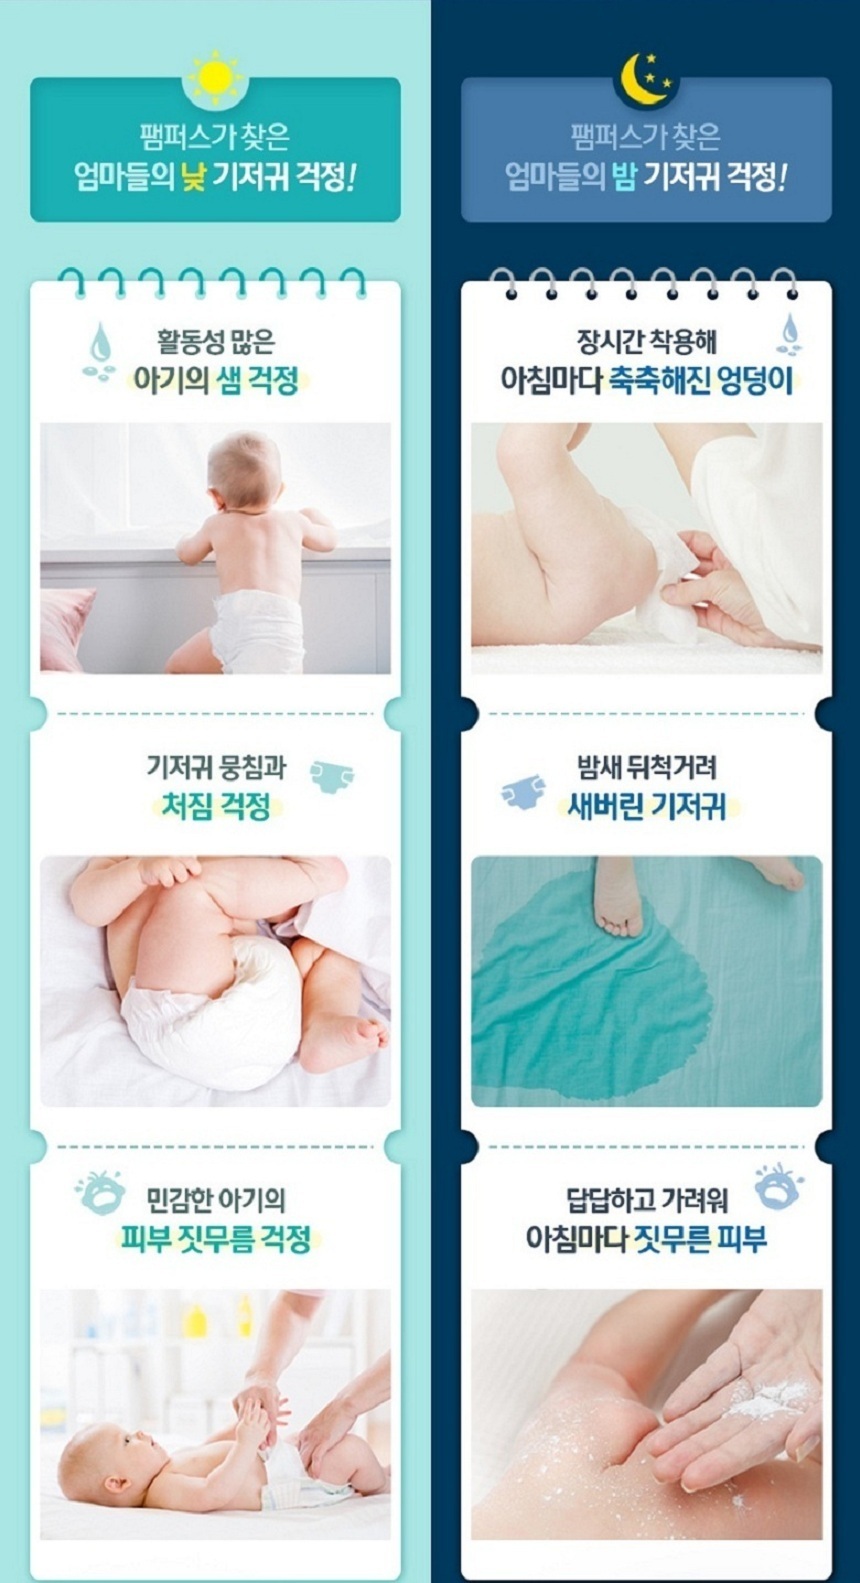 팸퍼스가 찾은
엄마들의 낮 기저귀 걱정!
활동성 많은
아기의 샘 걱정
기저귀 뭉침과
처짐 걱정
민감한 아기의
피부 짓무름 걱정
팸퍼스가 찾은
엄마들의 밤 기저귀 걱정!
장시간 착용해
아침마다 축축해진 엉덩이
밤새 뒤척거려
새버린 기저귀
답답하고 가려워
아침마다 짓무른 피부